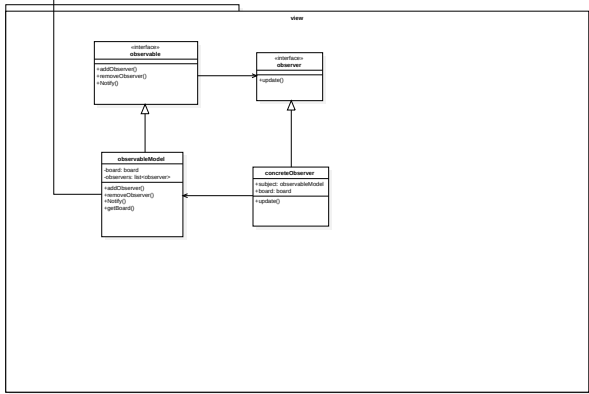 view
«interface»
observable
+addObserver()
+removeObserver()
+Notify()
«interface»
observer
+update()
observableModel
-board: board
-observers: list<observer>
+addObserver()
+removeObserver()
+Notify()
+getBoard()
concreteObserver
+subject: observableModel
+board: board
+update()